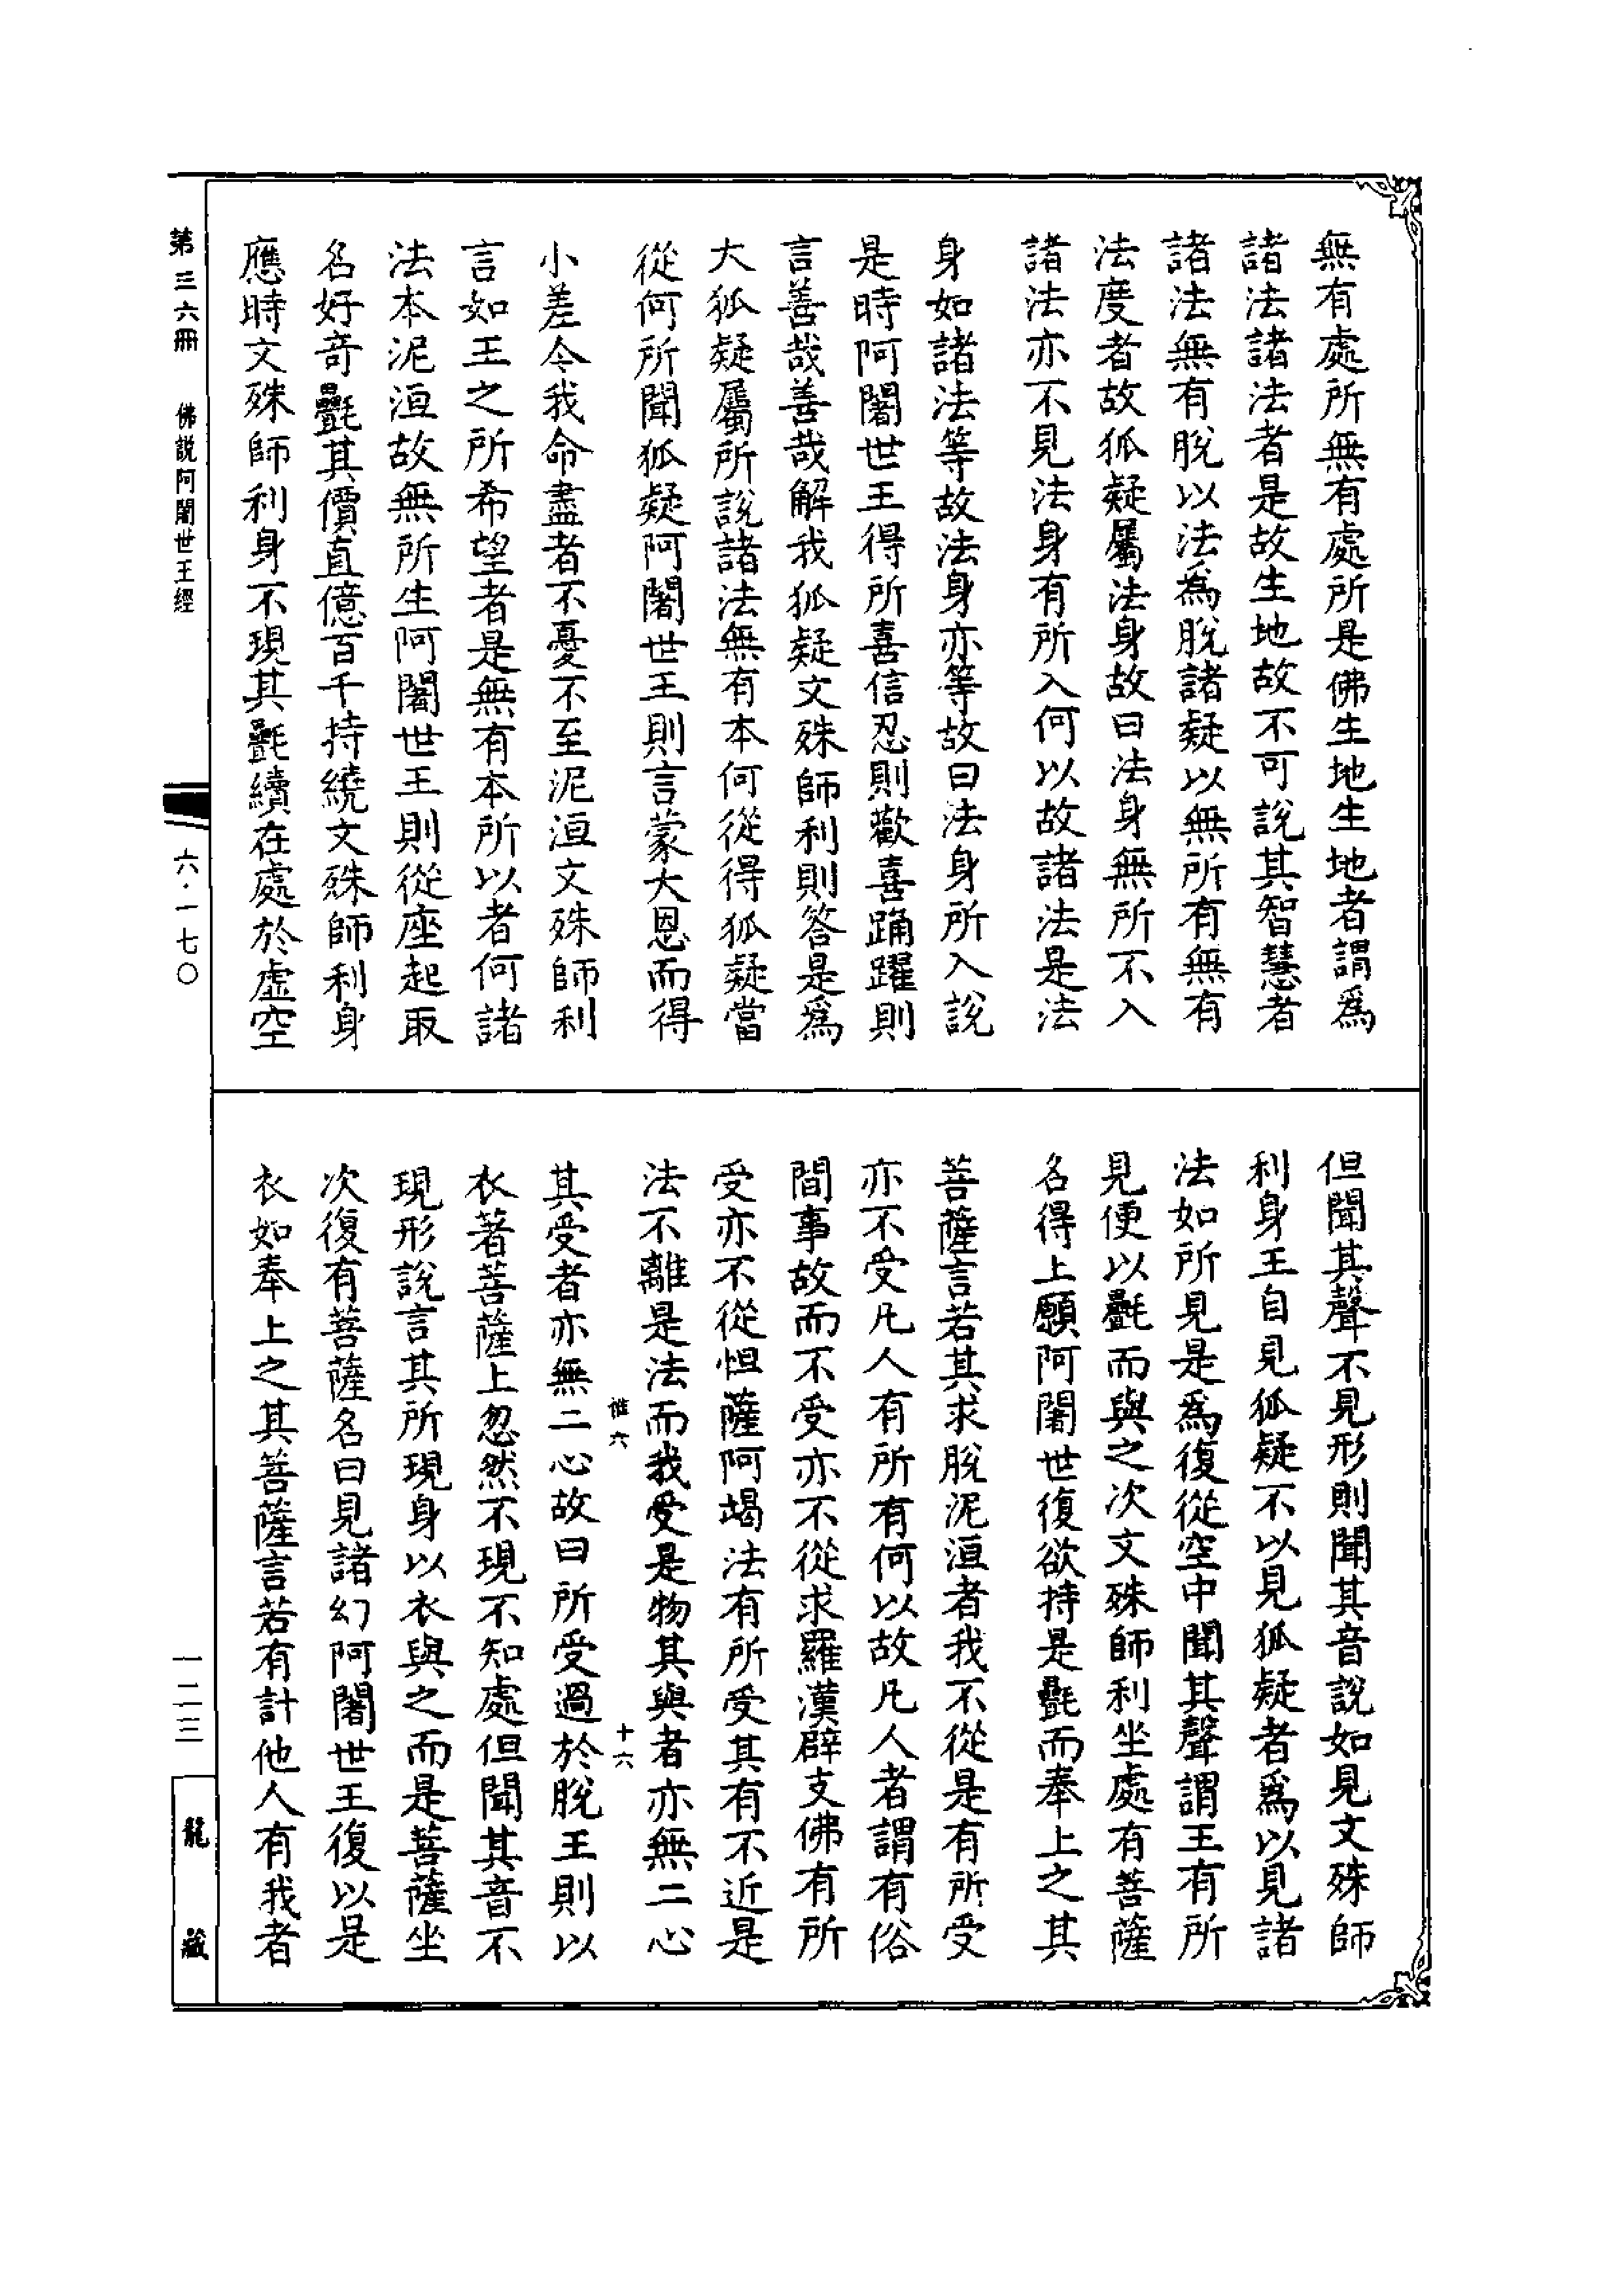 無有處所無有處所是佛生地生地者謂爲
諸法諸法者是故生地故不可說其智慧者
諸法無有脫以法爲脫諸疑以無所有無有
法度者故狐疑屬法身故曰法身無所不入
諸法亦不見法身有所入何以故諸法是法
身如諸法等故法身亦等故曰法身所入說
是時阿闍世王得所喜信忍則歡喜踊躍則
言善哉善哉解我狐疑文殊師利則答是爲
大狐疑屬所說諸法無有本何從得狐疑當
從何所聞狐疑阿闍世王則言蒙大恩而得
小差令我命盡者不憂不至泥洹文殊師利
言如王之所希望者是無有本所以者何諸
法本泥洹故無所生阿闍世王則從座起取
名好奇㲲其價直億百千持繞文殊師利身
應時文殊師利身不現其㲲續在處於虛空
但聞其聲不見形則聞其音說如見文殊師
利身王自見狐疑不以見狐疑者爲以見諸
法如所見是爲復從空中聞其聲謂王有所
見便以㲲而與之次文殊師利坐處有菩薩
名得上願阿闍世復欲持是㲲而奉上之其
菩薩言若其求脫泥洹者我不從是有所受
亦不受凡人有所有何以故凡人者謂有俗
間事故而不受亦不從求羅漢辟支佛有所
受亦不從怛薩阿竭法有所受其有不近是
法不離是法而我受是物其與者亦無二心
惟六 十六
其受者亦無二心故曰所受過於脫王則以
衣著菩薩上忽然不現不知處但聞其音不
現形說言其所現身以衣與之而是菩薩坐
次復有菩薩名曰見諸幻阿闍世王復以是
衣如奉上之其菩薩言若有計他人有我者
第三六冊 佛說阿闍世王經
六·一七〇
一二三
龍藏